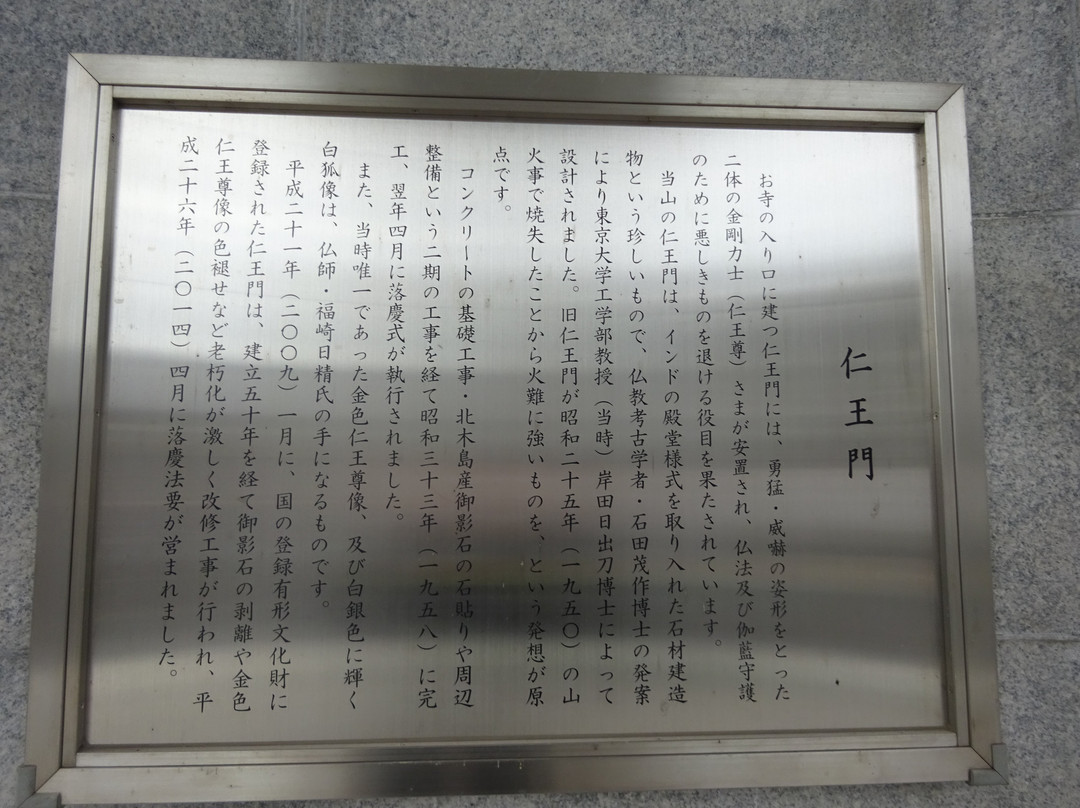 仁王門
お寺の入り口に建つ仁王門には、勇猛・威嚇の姿形をとった
二体の金剛力士（仁王尊）さまが安置され、仏法及び伽藍守護
のために悪しきものを退ける役目を果たされています。
当山の仁王門は、インドの殿堂様式を取り入れた石材建造
物という珍しいもので、仏教考古学者・石田茂作博士の発案
により東京大学工学部教授（当時）岸田日出刀博士によって
設計されました。旧仁王門が昭和二十五年（一九五〇）の山
火事で焼失したことから火難に強いものを、という発想が原
点です。
コンクリートの基礎工事・北木島産御影石の石貼りや周辺
整備という二期の工事を経て昭和三十三年（一九五八）に完
工、翌年四月に落慶式が執行されました。
また、当時唯一であった金色仁王尊像、及び白銀色に輝く
白狐像は、仏師・福崎日精氏の手になるものです。
平成二十一年（二〇〇九）一月に、国の登録有形文化財に
登録された仁王門は、建立五十年を経て御影石の剥離や金色
仁王尊像の色褪せなど老朽化が激しく改修工事が行われ、平
成二十六年（二〇一四）四月に落慶法要が営まれました。